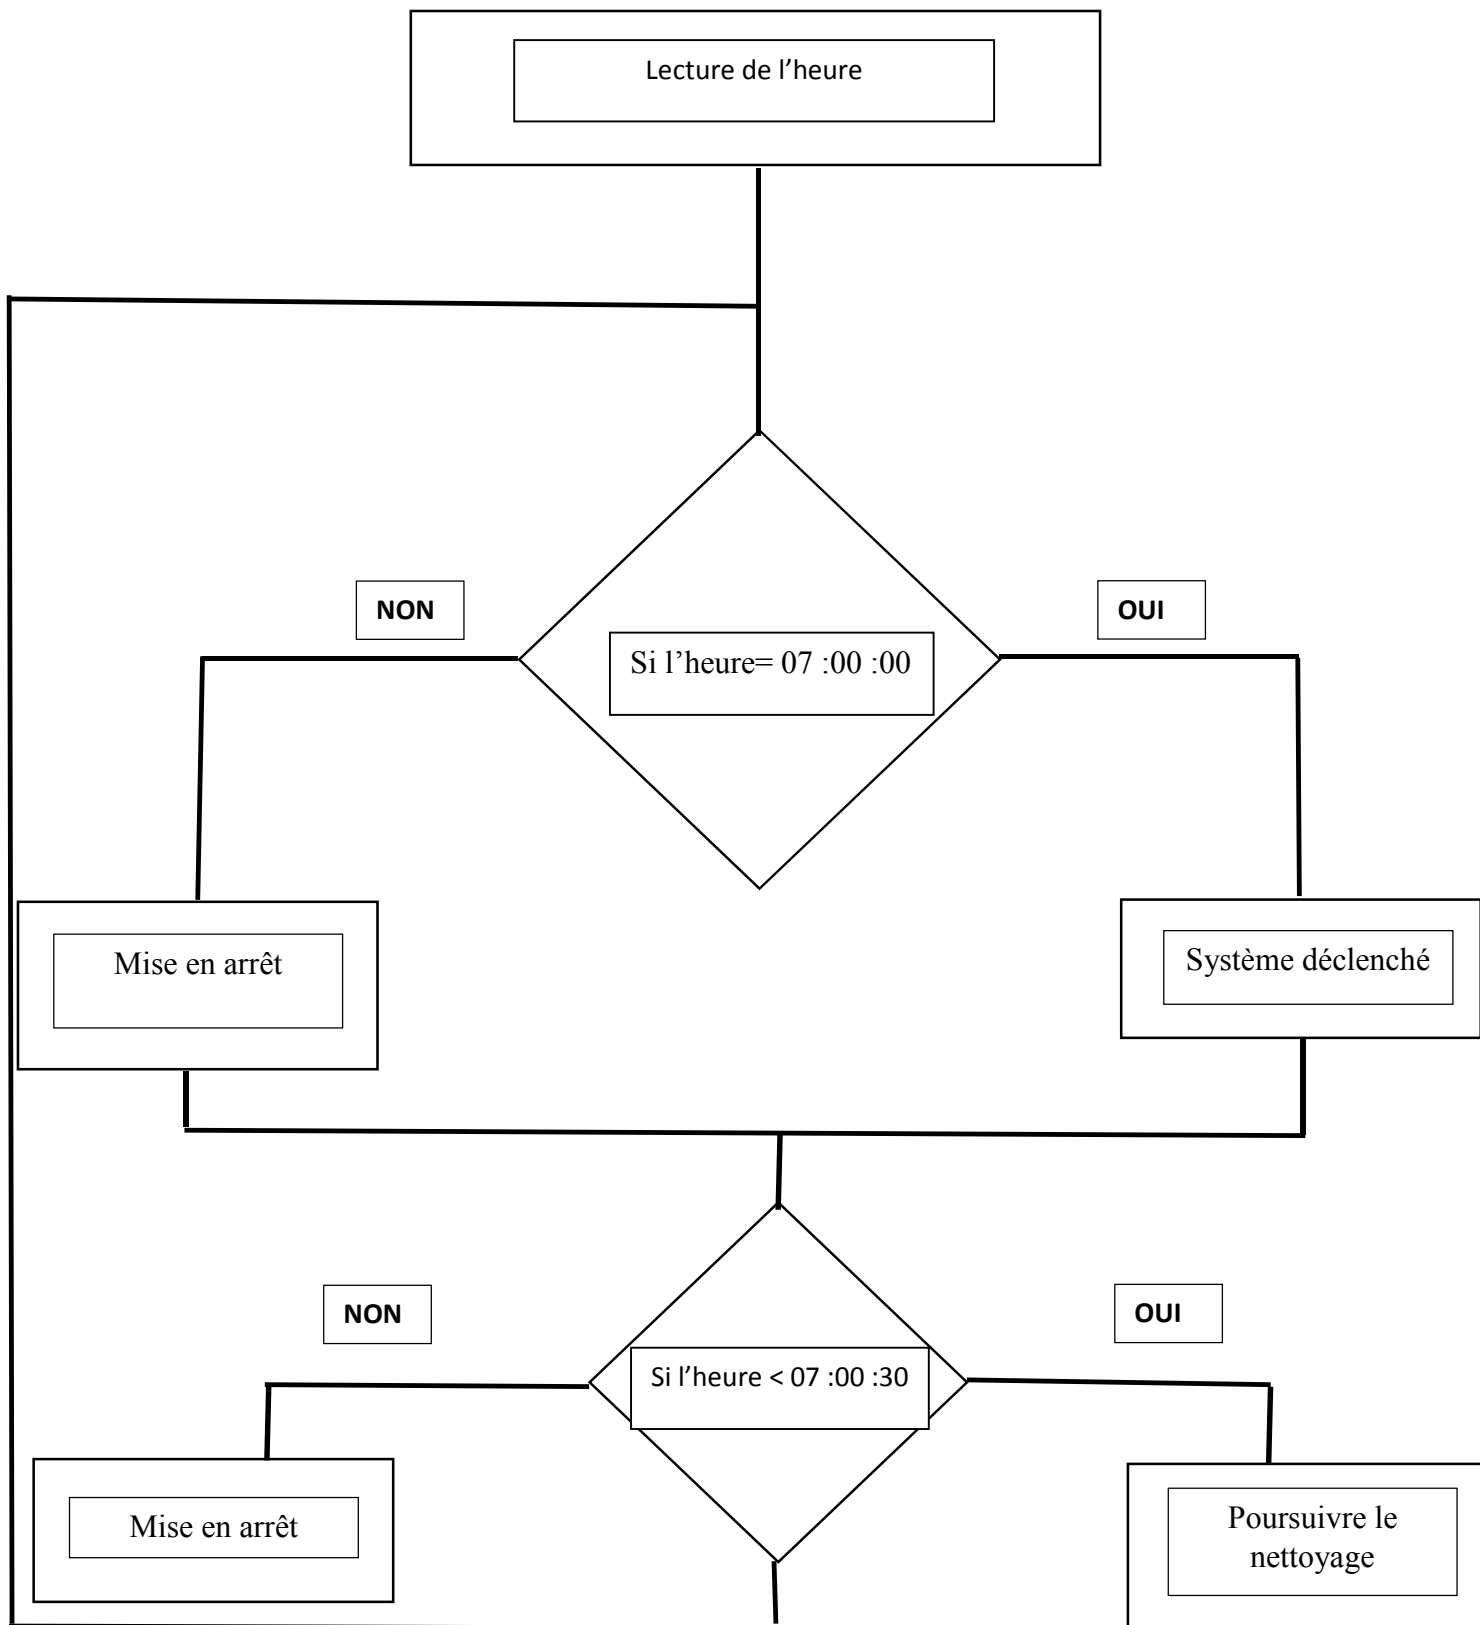 Lecture de l’heure
NON
OUI
Si l’heure= 07 :00 :00
Mise en arrêt
Système déclenché
NON
OUI
Si l’heure < 07 :00 :30
Mise en arrêt
Poursuivre le
nettoyage